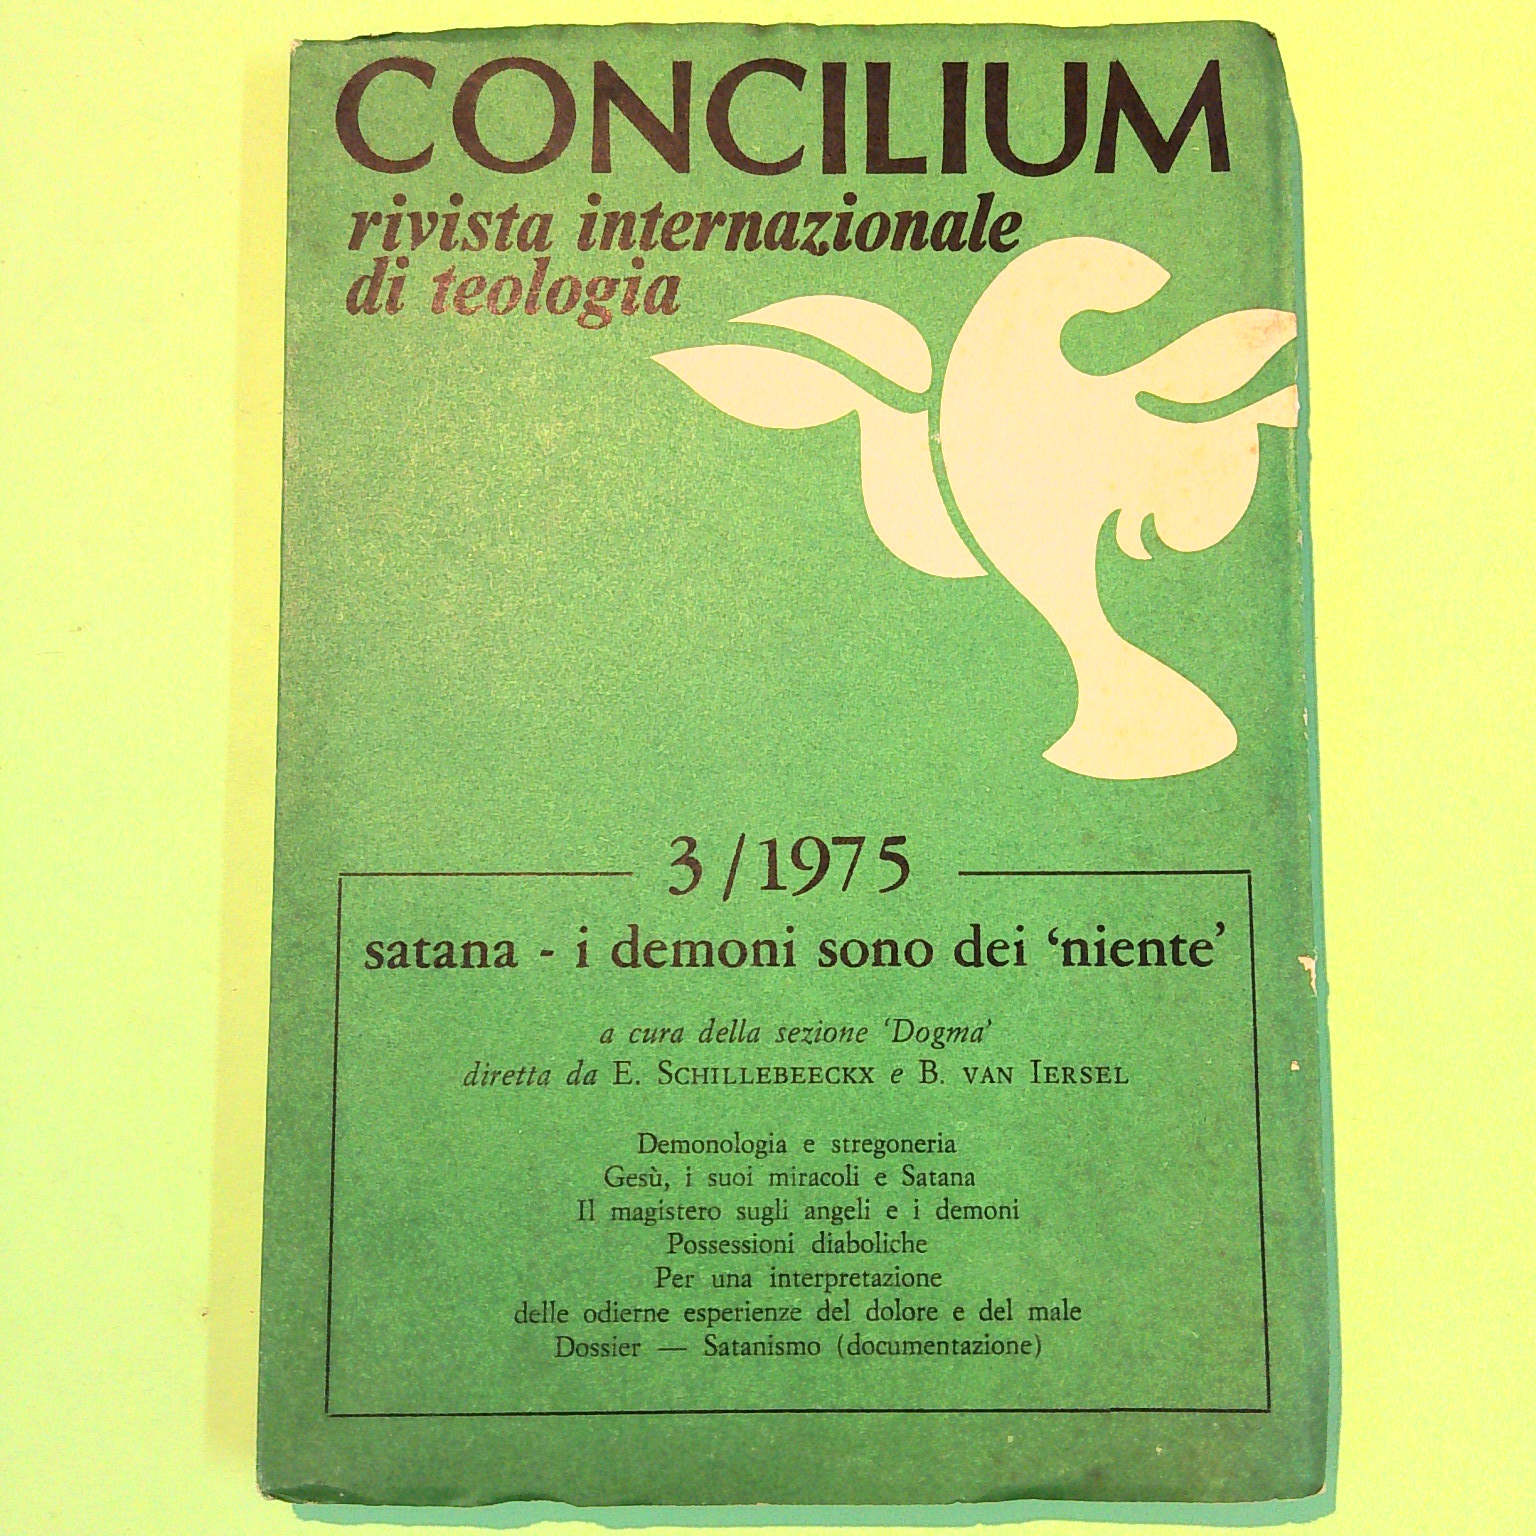 CONCILIUM
rivista internazionale
di teologia
3/1975
satana - i demoni sono dei ‘niente’
a cura della sezione ‘Dogma’
diretta da E. SCHILLEBEECKX e B. VAN IERSEL
Demonologia e stregoneria
Gesù, i suoi miracoli e Satana
Il magistero sugli angeli e i demoni
Possessioni diaboliche
Per una interpretazione
delle odierne esperienze del dolore e del male
Dossier — Satanismo (documentazione)